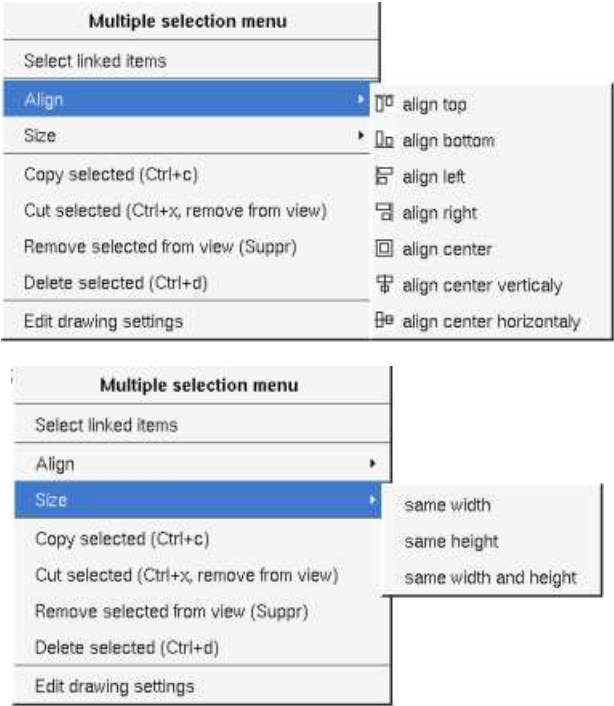 Multiple selection menu
Select linked items
Align
Size
Copy selected (Ctrl+c)
Cut selected (Ctrl+x, remove from view)
Remove selected from view (Suppr)
Delete selected (Ctrl+d)
Edit drawing settings
align top
align bottom
align left
align right
align center
align center verticaly
align center horizontaly
;
Multiple selection menu
Select linked items
Align
Size
Copy selected (Ctrl+c)
Cut selected (Ctrl+x, remove from view)
Remove selected from view (Suppr)
Delete selected (Ctrl+d)
Edit drawing settings
same width
same height
same width and height